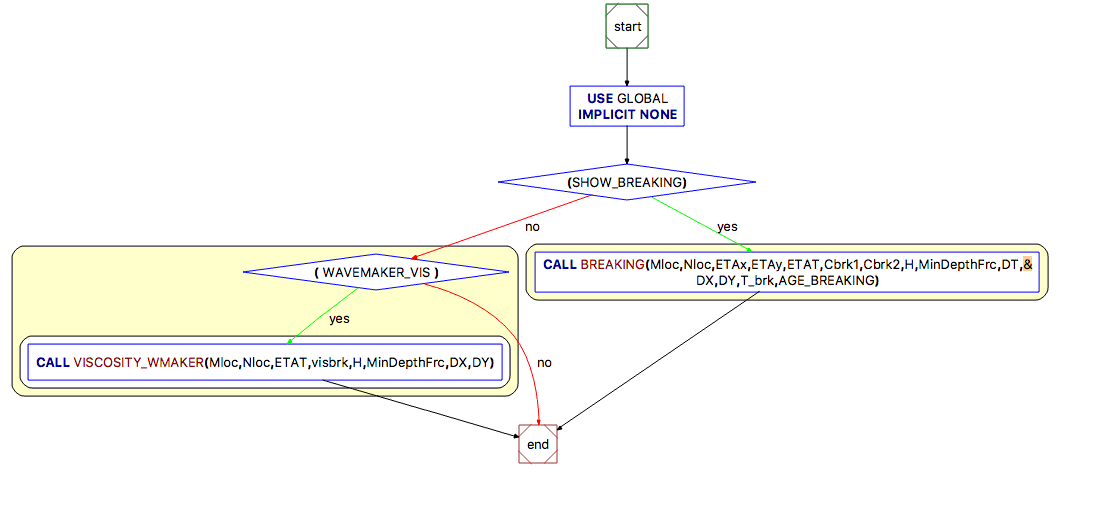 start
USE GLOBAL
IMPLICIT NONE
(SHOW_BREAKING)
no
yes
( WAVEMAKER_VIS )
CALL BREAKING(Mloc,Nloc,ETAx,ETAy,ETAT,Cbrk1,Cbrk2,H,MinDepthFrc,DT,&
DX,DY,T_brk,AGE_BREAKING)
yes
no
CALL VISCOSITY_WMAKER(Mloc,Nloc,ETAT,visbrk,H,MinDepthFrc,DX,DY)
end